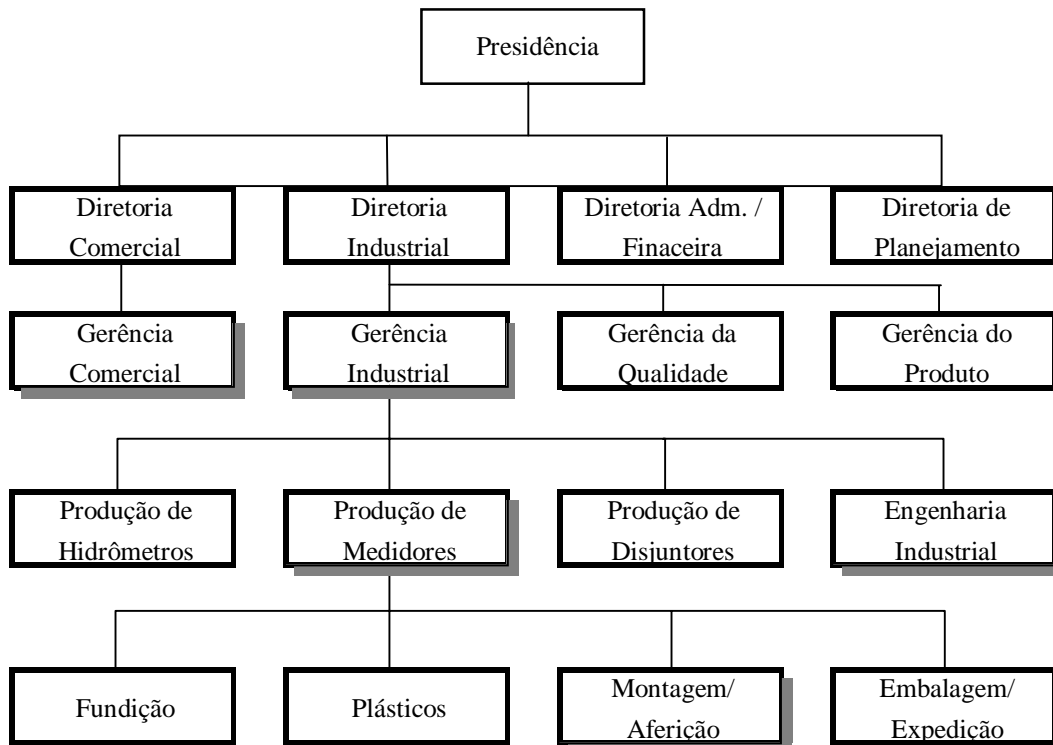 Presidência
Diretoria
Comercial
Diretoria
Industrial
Diretoria Adm. /
Finaceira
Diretoria de
Planejamento
Gerência
Comercial
Gerência
Industrial
Gerência da
Qualidade
Gerência do
Produto
Produção de
Hidrômetros
Produção de
Medidores
Produção de
Disjuntores
Engenharia
Industrial
Fundição
Plásticos
Montagem/
Aferição
Embalagem/
Expedição